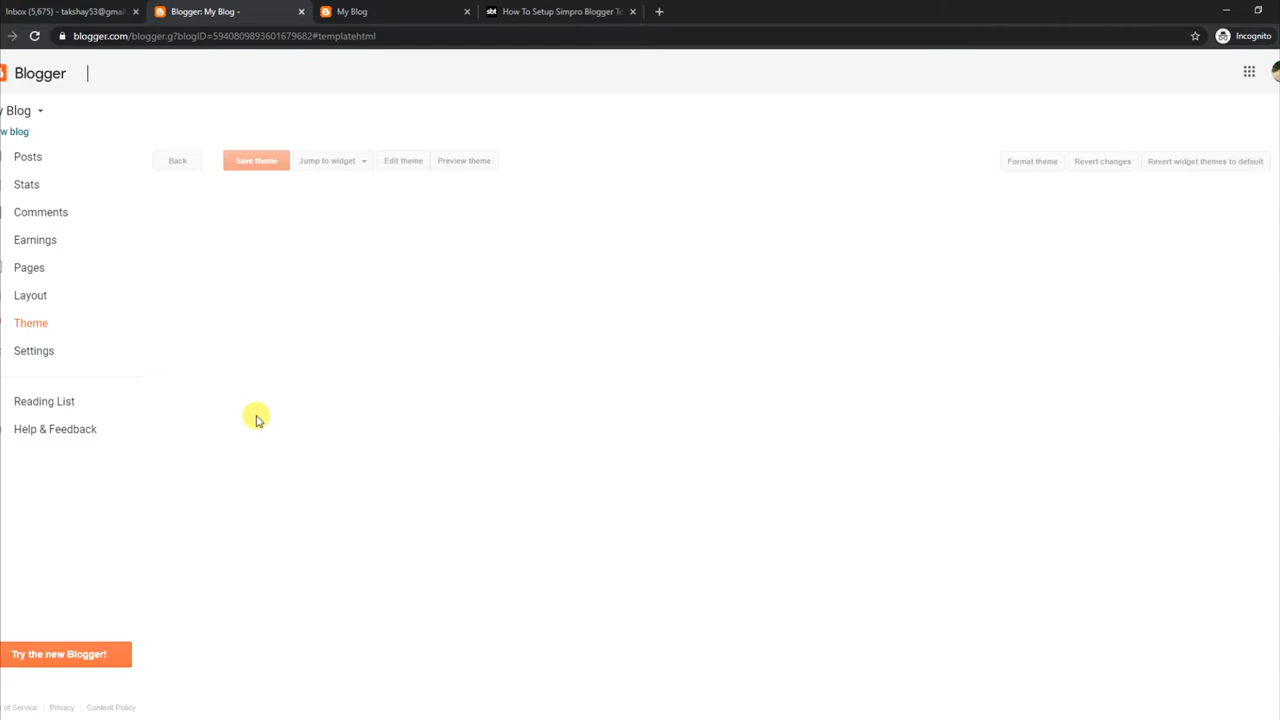 Inbox (5,675) - takshay53@gmai
Blogger: My Blog -
My Blog
sbt How To Setup Simpro Blogger Te
blogger.com/blogger.g?blogID=5940809893601679682#templatehtml
Incognito
Blogger
y Blog
w blog
Posts
Back
Save theme
Jump to widget
Edit theme
Preview theme
Format theme
Revert changes
Revert widget themes to default
Stats
Comments
Earnings
Pages
Layout
Theme
Settings
Reading List
Help & Feedback
Try the new Blogger!
of Service
Privacy
Content Policy